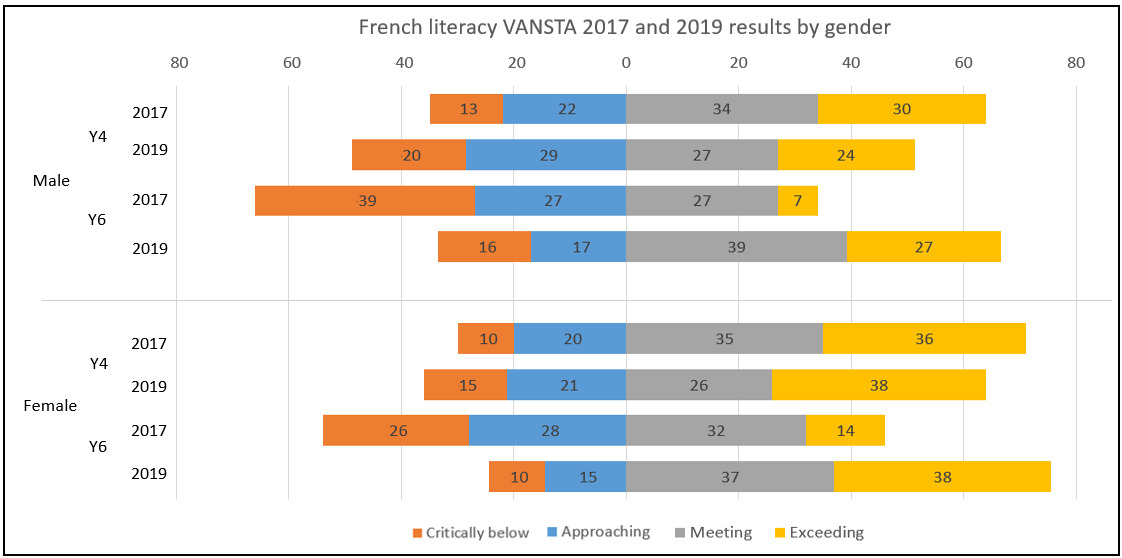 French literacy VANSTA 2017 and 2019 results by gender
80 60 40 20 0 20 40 60 80
2017 13 22 34 30
Y4
2019 20 29 27 24
Male
2017 39 27 27 7
Y6
2019 16 17 39 27
2017 10 20 35 36
Y4
2019 15 21 26 38
Female
2017 26 28 32 14
Y6
2019 10 15 37 38
Critically below Approaching Meeting Exceeding